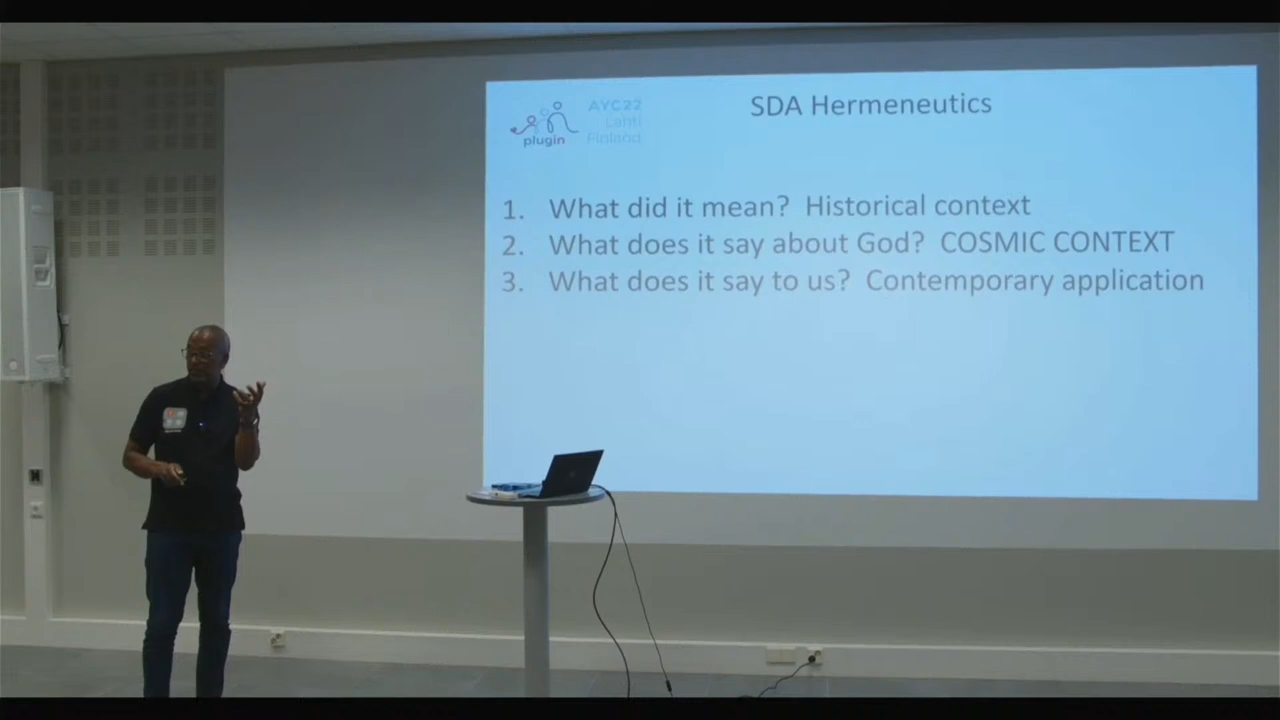 AYC22
Lahti
Finland
plugin
SDA Hermeneutics
1. What did it mean? Historical context
2. What does it say about God? COSMIC CONTEXT
3. What does it say to us? Contemporary application